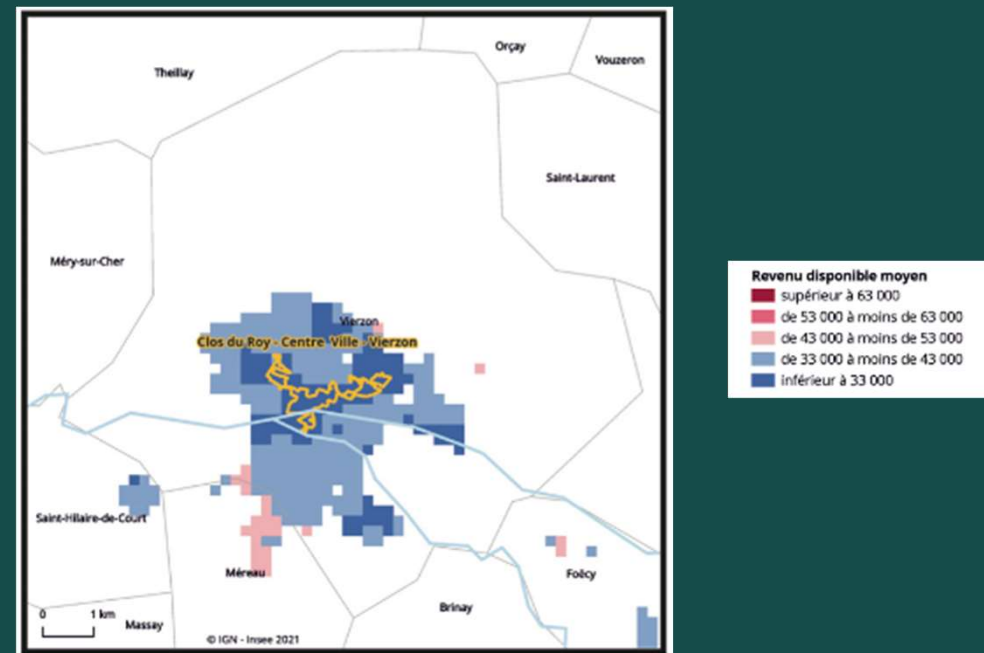 Orçay
Vouzeron
Theillay
Saint-Laurent
Méry-sur-Cher
Vierzon
Clos du Roy - Centre Ville - Vierzon
Saint-Hilaire-de-Court
Méreau
Foëcy
Brinay
0 1 km
Massay
© IGN - Insee 2021
Revenu disponible moyen
supérieur à 63 000
de 53 000 à moins de 63 000
de 43 000 à moins de 53 000
de 33 000 à moins de 43 000
inférieur à 33 000